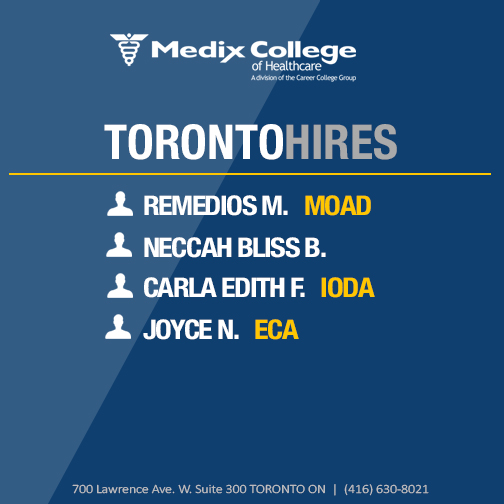 Medix College
of Healthcare
A division of the Career College Group
TORONTOHIRES
REMEDIOS M. MOAD
NECCAH BLISS B.
CARLA EDITH F. IODA
JOYCE N. ECA
700 Lawrence Ave. W. Suite 300 TORONTO ON | (416) 630-8021